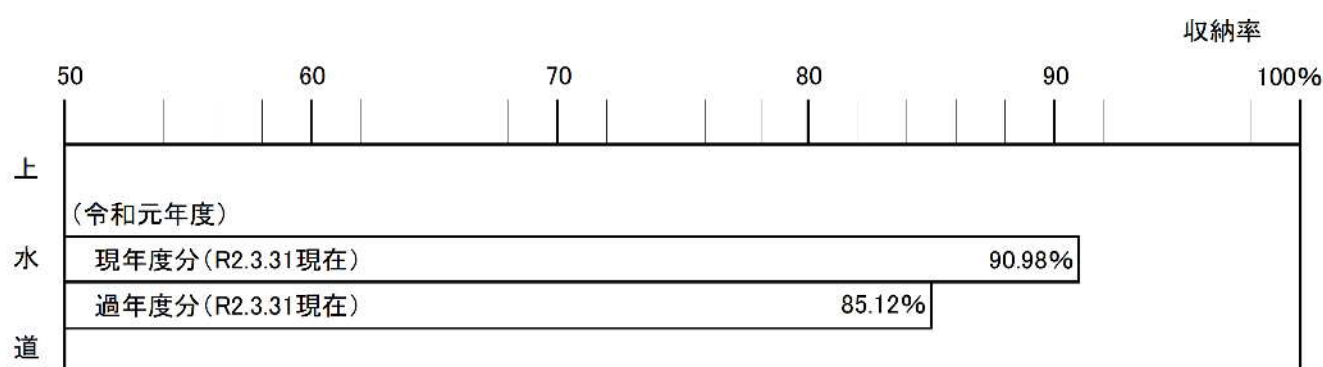 収納率
50 60 70 80 90 100%
上水道
(令和元年度)
現年度分(R2.3.31現在) 90.98%
過年度分(R2.3.31現在) 85.12%